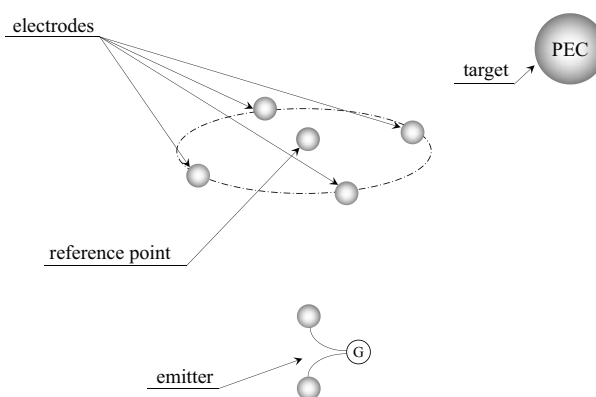 electrodes
PEC
target
reference point
G
emitter